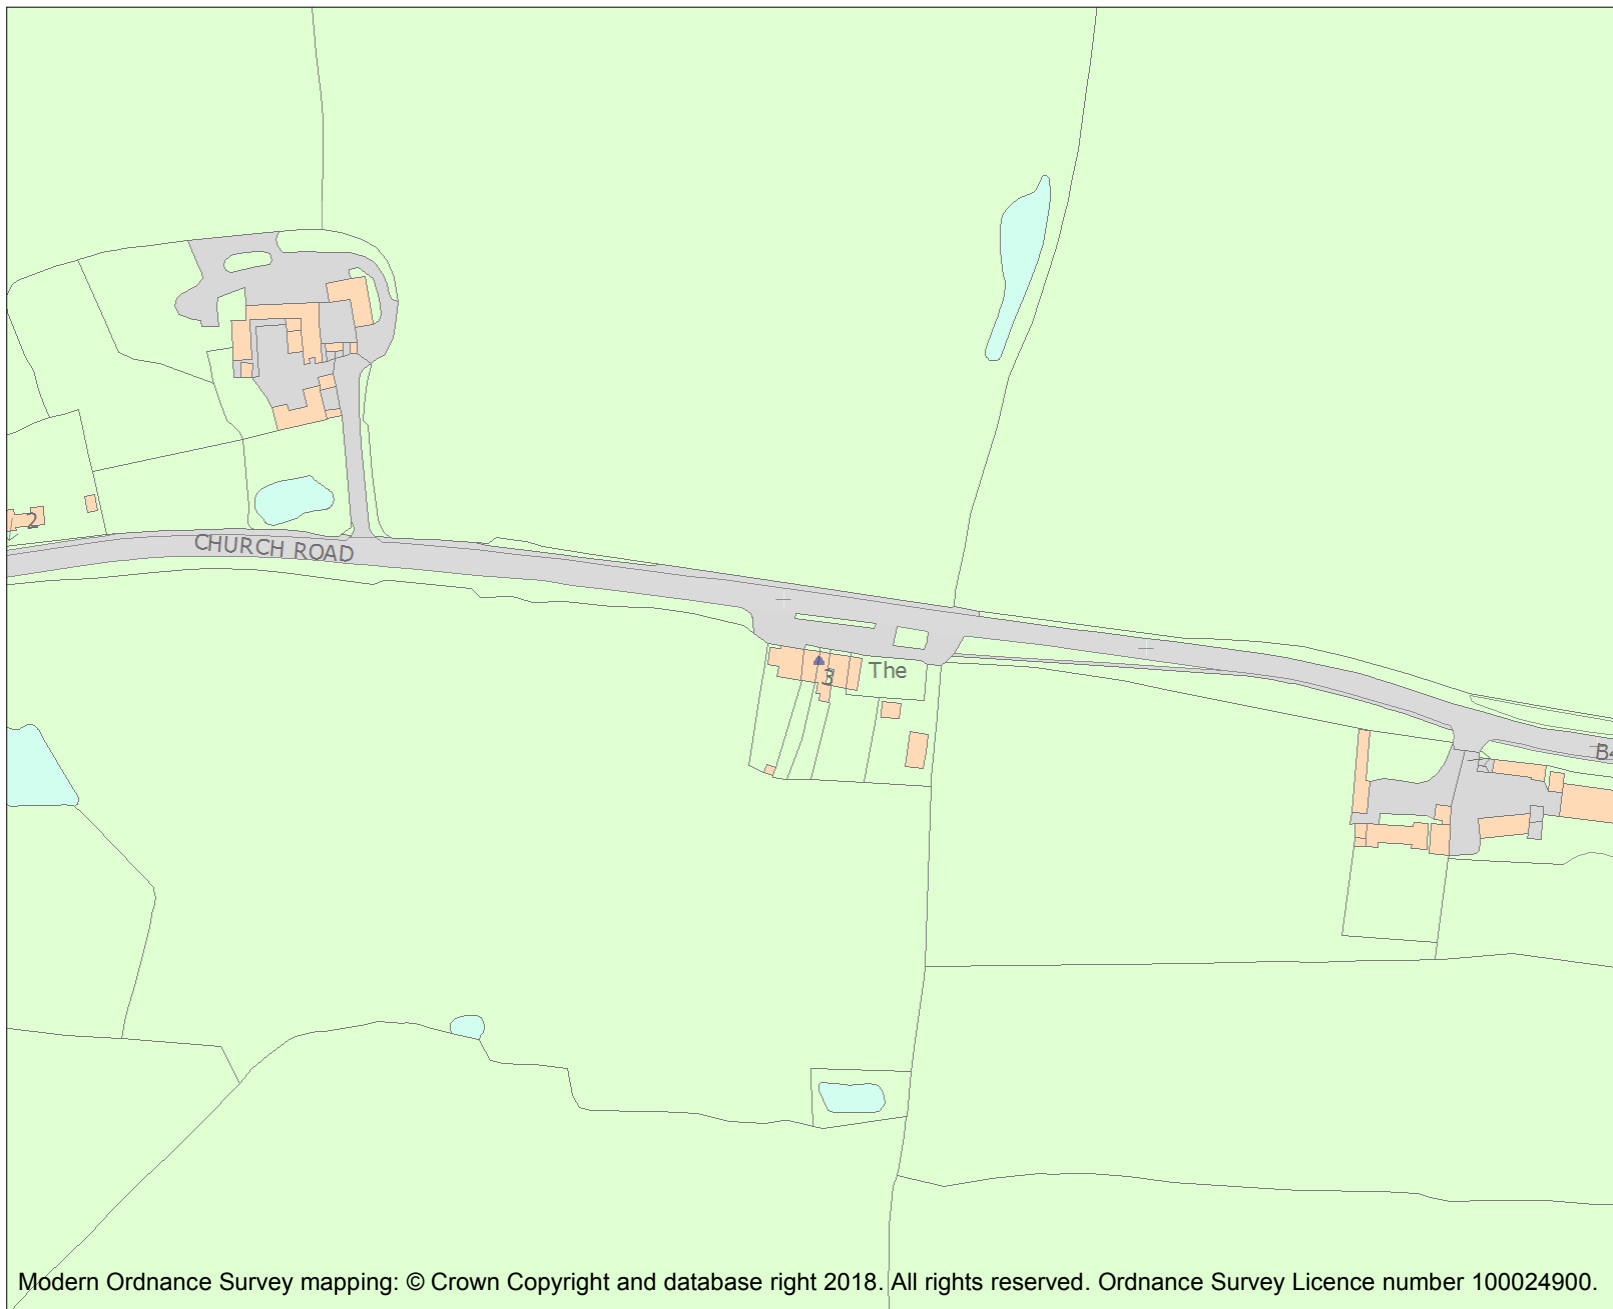 2
CHURCH ROAD
The
3
B4
Modern Ordnance Survey mapping: © Crown Copyright and database right 2018. All rights reserved. Ordnance Survey Licence number 100024900.